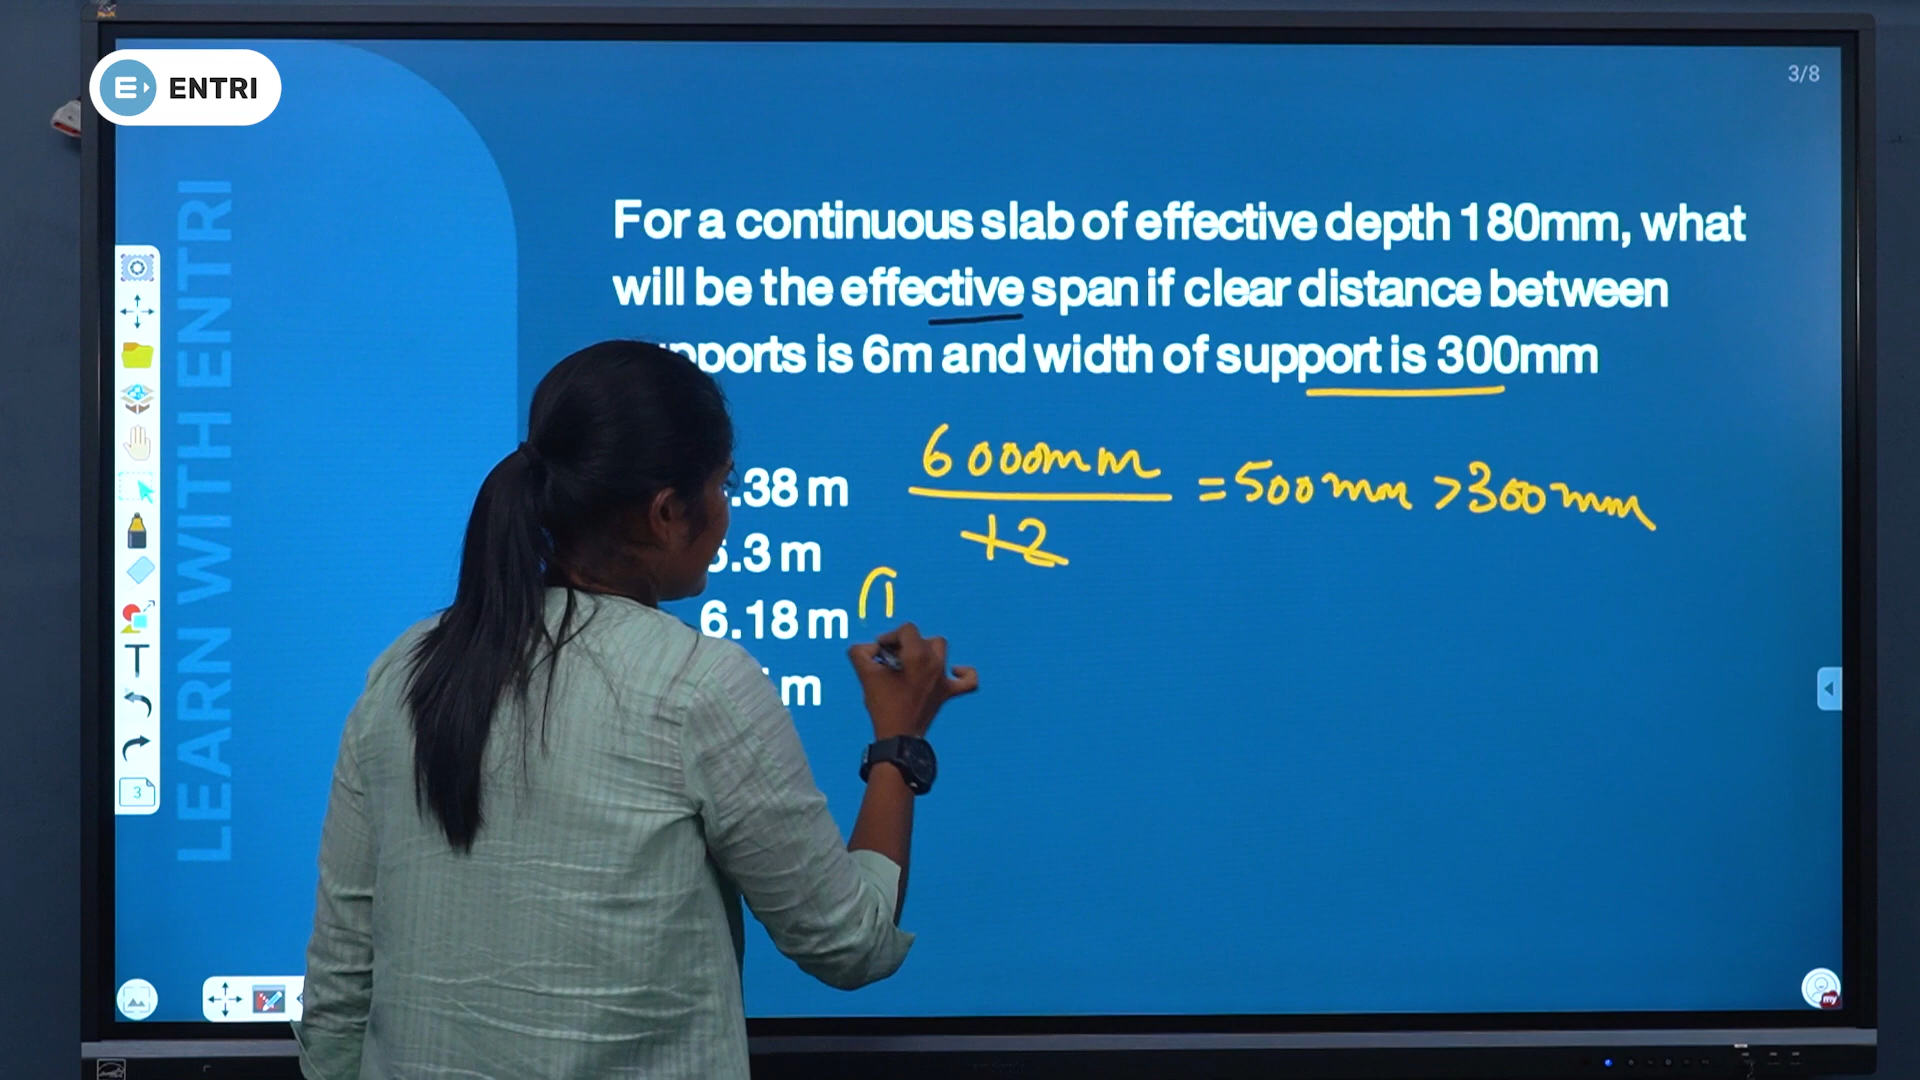 ENTRI
3/8
LEARN WITH ENTRI
For a continuous slab of effective depth 180mm, what
will be the effective span if clear distance between
pports is 6m and width of support is 300mm
.38 m
6000mm
12
= 500mm > 300mm
.3 m
6.18 m
m
T
3
my